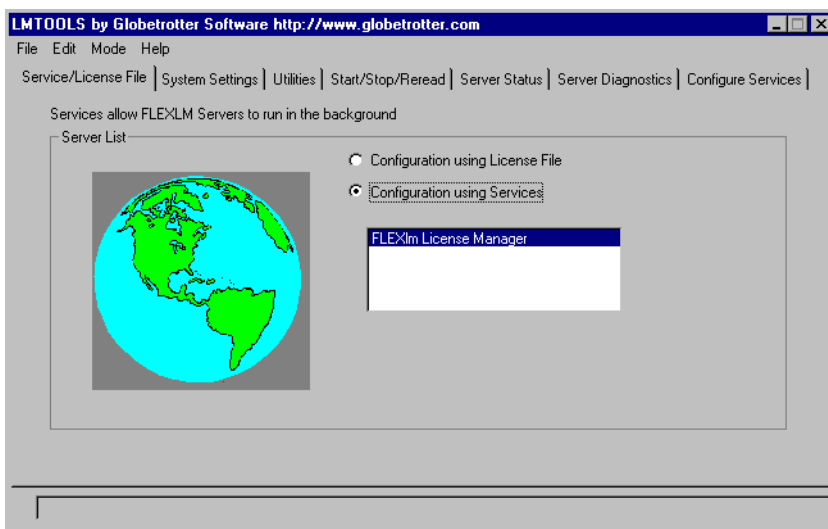 LMTOOLS by Globetrotter Software http://www.globetrotter.com
File Edit Mode Help
Service/License File System Settings Utilities Start/Stop/Reread Server Status Server Diagnostics Configure Services
Services allow FLEXLM Servers to run in the background
Server List
Configuration using License File
Configuration using Services
FLEXlm License Manager